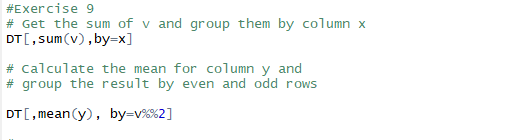 #Exercise 9
# Get the sum of v and group them by column x
DT[,sum(v),by=x]
# Calculate the mean for column y and
# group the result by even and odd rows
DT[,mean(y), by=v%%2]